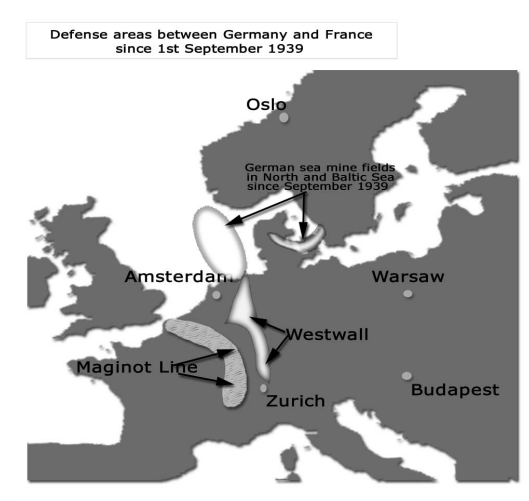 Defense areas between Germany and France
since 1st September 1939
Oslo
German sea mine fields
in North and Baltic Sea
since September 1939
Amsterdam
Warsaw
Westwall
Maginot Line
Budapest
Zurich